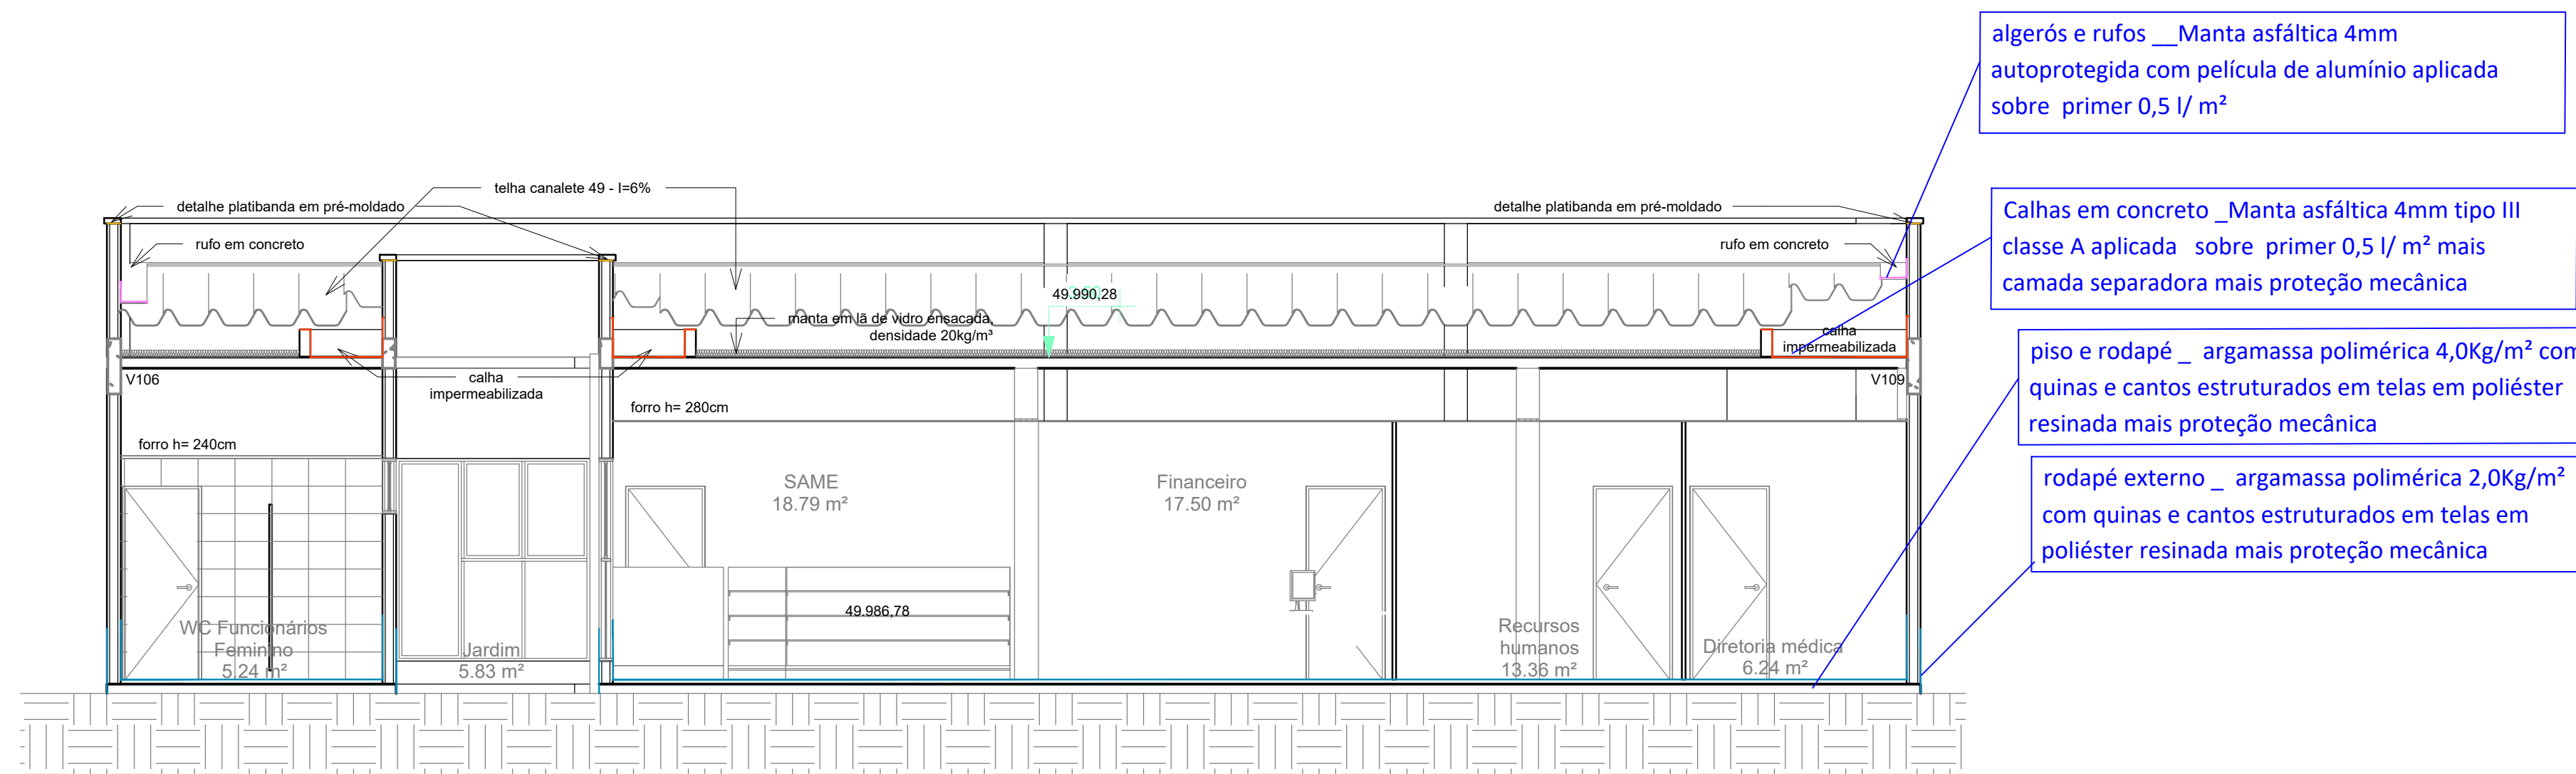 algerós e rufos __Manta asfáltica 4mm
autoprotegida com película de alumínio aplicada
sobre primer 0,5 l/ m²
telha canalete 49 - I=6%
detalhe platibanda em pré-moldado
detalhe platibanda em pré-moldado
Calhas em concreto _Manta asfáltica 4mm tipo III
classe A aplicada sobre primer 0,5 l/ m² mais
camada separadora mais proteção mecânica
rufo em concreto
rufo em concreto
49.990,28
manta em lã de vidro ensacada,
densidade 20kg/m³
calha
impermeabilizada
piso e rodapé _ argamassa polimérica 4,0Kg/m² com
quinas e cantos estruturados em telas em poliéster
resinada mais proteção mecânica
V106
calha
impermeabilizada
V109
forro h= 280cm
forro h= 240cm
rodapé externo _ argamassa polimérica 2,0Kg/m²
com quinas e cantos estruturados em telas em
poliéster resinada mais proteção mecânica
SAME
18.79 m²
Financeiro
17.50 m²
49.986,78
WC Funcionários
Feminino
5.24 m²
Jardim
5.83 m²
Recursos
humanos
13.36 m²
Diretoria médica
6.24 m²